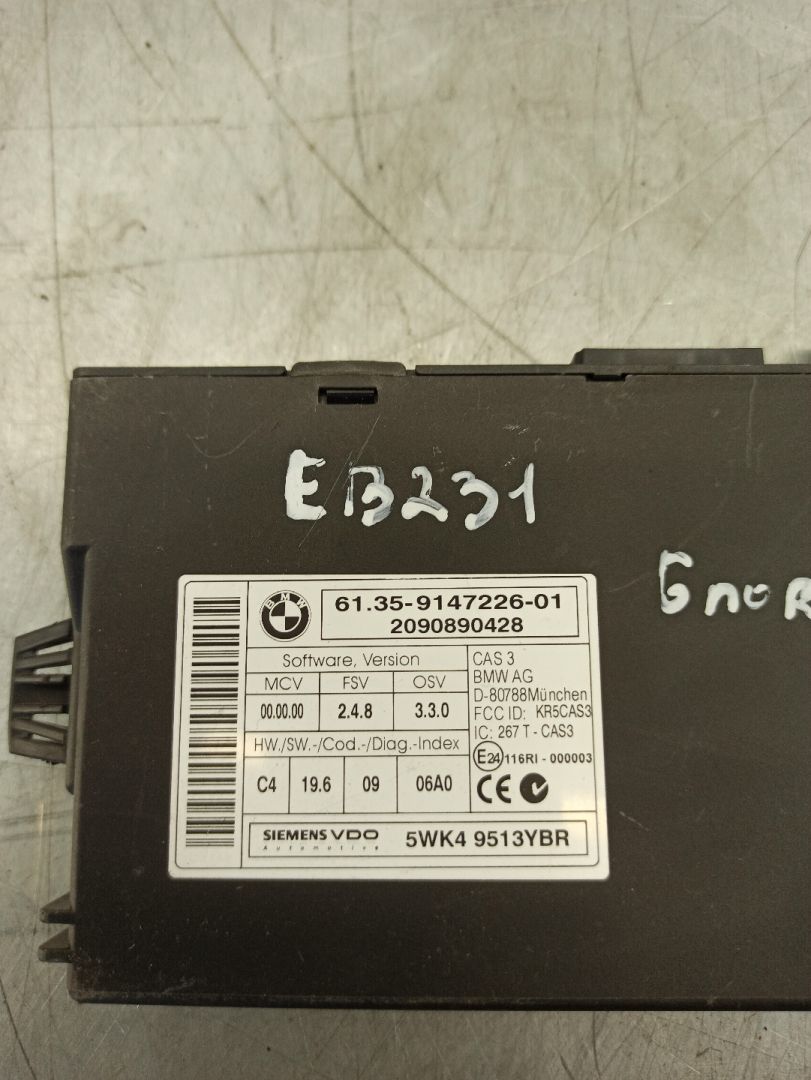 EB231
BMW
61.35-9147226-01
2090890428
Software, Version
MCV FSV OSV
00.00.00 2.4.8 3.3.0
HW./SW.-/Cod.-/Diag.-Index
C4 19.6 09 06A0
CAS 3
BMW AG
D-80788München
FCC ID: KR5CAS3
IC: 267 T - CAS3
E24 116RI - 000003
CE
SIEMENS VDO
Automotive
5WK4 9513YBR